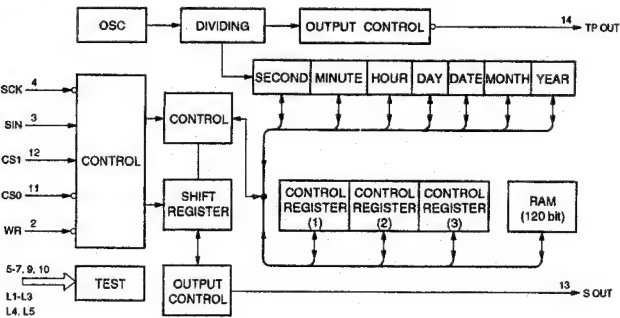 OSC
DIVIDING
OUTPUT CONTROL
14
TP OUT
SECOND
MINUTE
HOUR
DAY
DATE
MONTH
YEAR
SCK
4
SIN
3
CS1
12
CS0
11
WR
2
CONTROL
CONTROL
SHIFT
REGISTER
CONTROL
REGISTER
(1)
CONTROL
REGISTER
(2)
CONTROL
REGISTER
(3)
RAM
(120 bit)
5-7, 9, 10
L1-L3
L4, L5
TEST
OUTPUT
CONTROL
13
S OUT